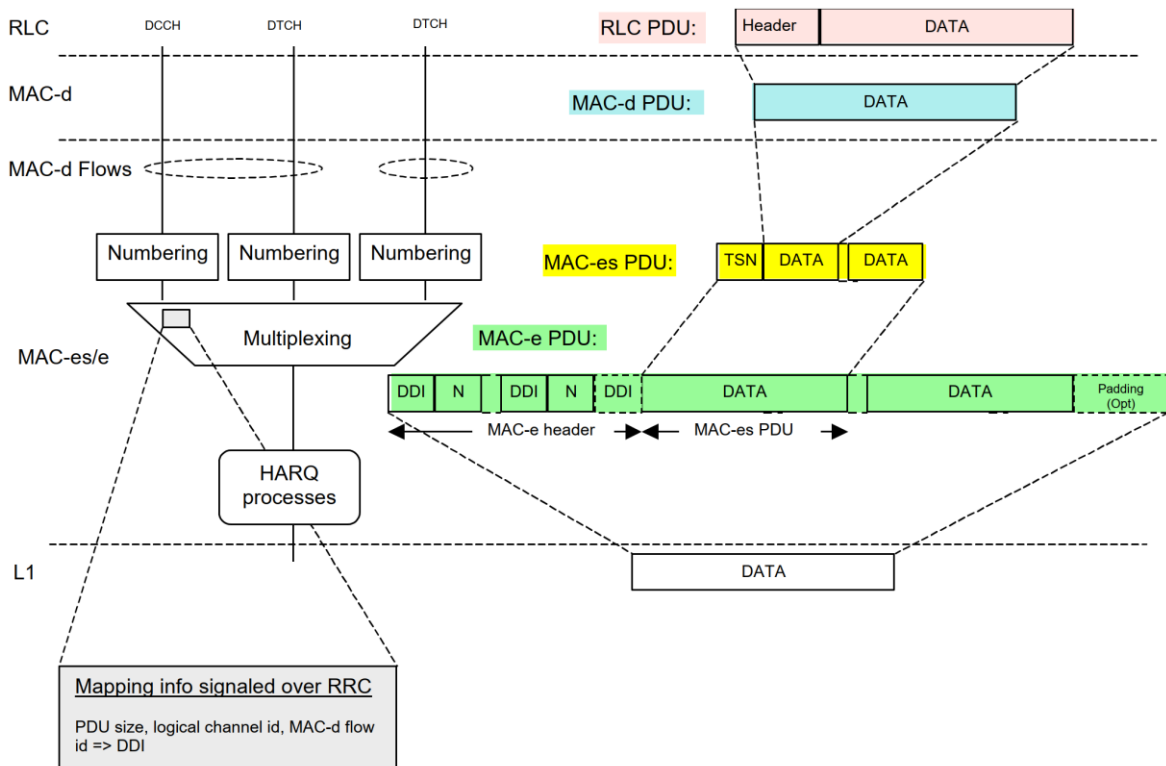 RLC
DCCH
DTCH
DTCH
RLC PDU:
Header
DATA
MAC-d
MAC-d PDU:
DATA
MAC-d Flows
Numbering
Numbering
Numbering
MAC-es PDU:
TSN
DATA
DATA
Multiplexing
MAC-e PDU:
MAC-es/e
DDI
N
DDI
N
DDI
DATA
DATA
Padding
(Opt)
MAC-e header
MAC-es PDU
HARQ
processes
L1
DATA
Mapping info signaled over RRC
PDU size, logical channel id, MAC-d flow
id => DDI